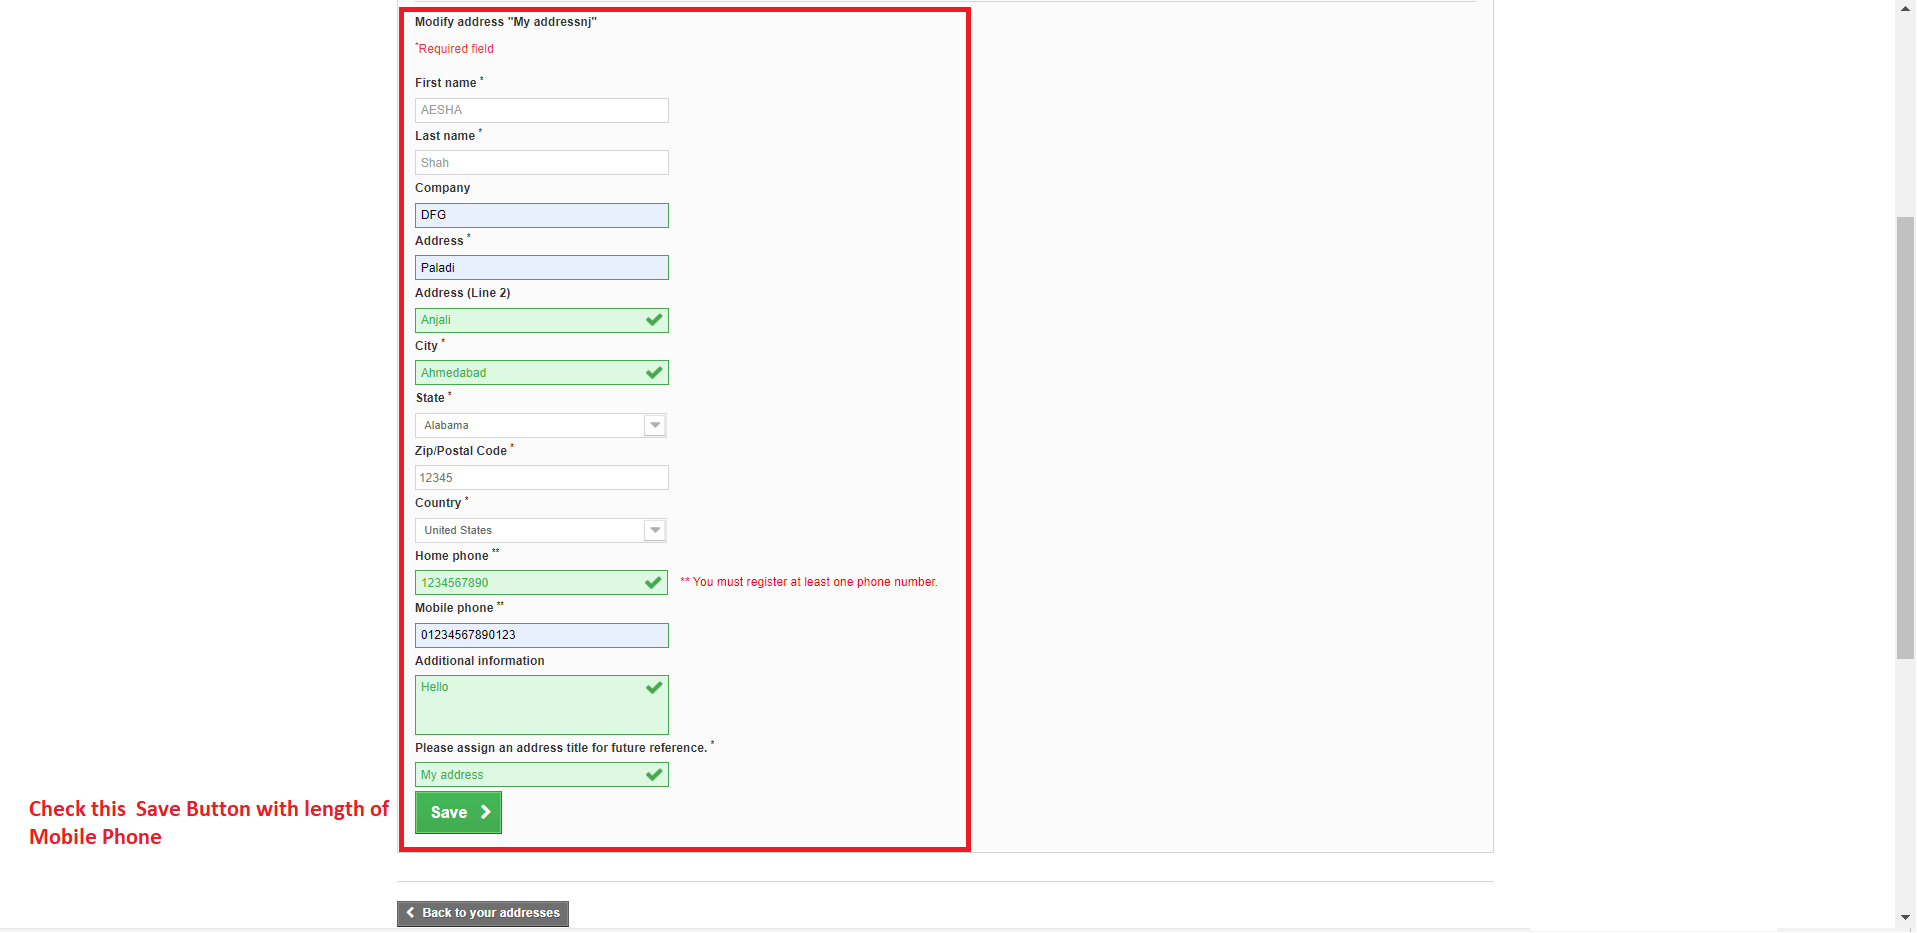 Modify address "My addressnj"
*Required field
First name *
AESHA
Last name *
Shah
Company
DFG
Address *
Paladi
Address (Line 2)
Anjali
City *
Ahmedabad
State *
Alabama
Zip/Postal Code *
12345
Country *
United States
Home phone **
1234567890
** You must register at least one phone number.
Mobile phone **
01234567890123
Additional information
Hello
Please assign an address title for future reference. *
My address
Save
Check this Save Button with length of
Mobile Phone
Back to your addresses